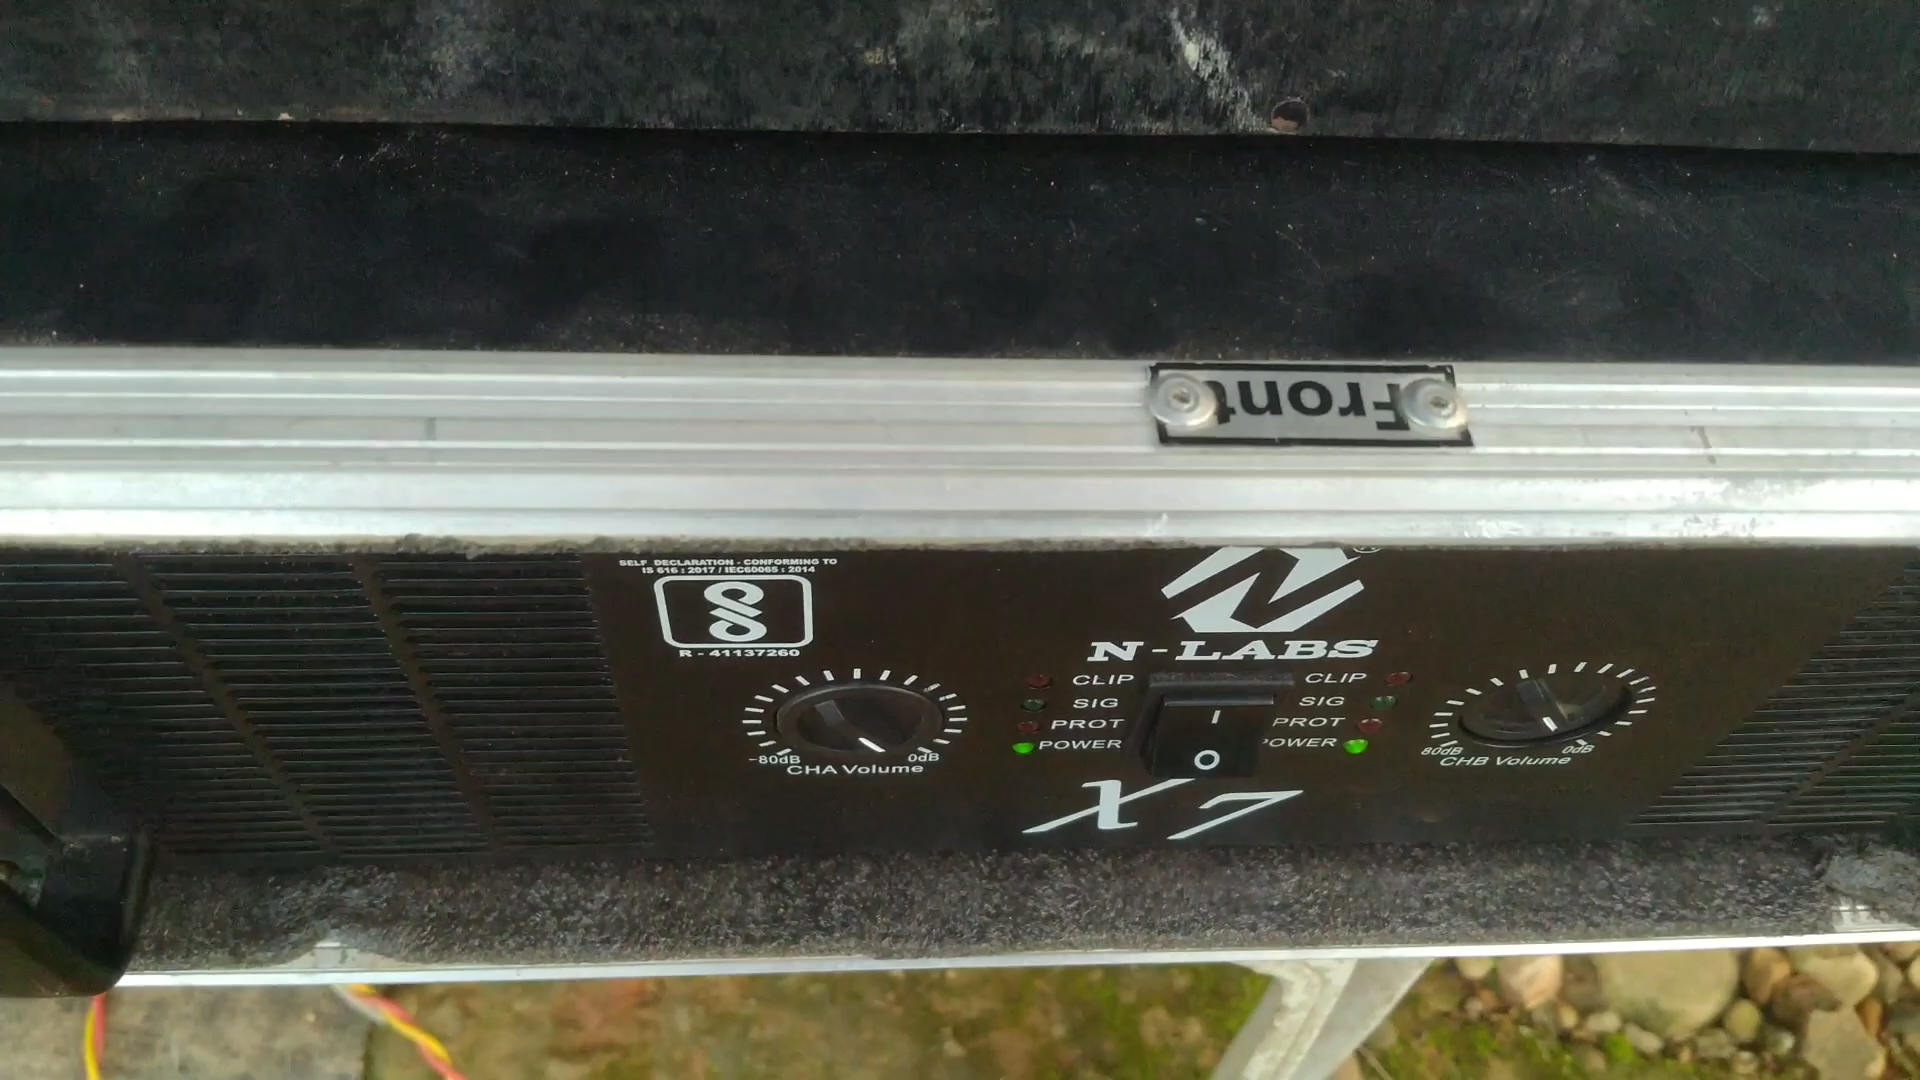 Front
SELF DECLARATION - CONFORMING TO
IS 616 : 2017 / IEC60065 : 2014
R - 41137260
N
®
N-LABS
CLIP
SIG
PROT
POWER
I
O
CLIP
SIG
PROT
POWER
-80dB
0dB
CHA Volume
80dB
0dB
CHB Volume
X7